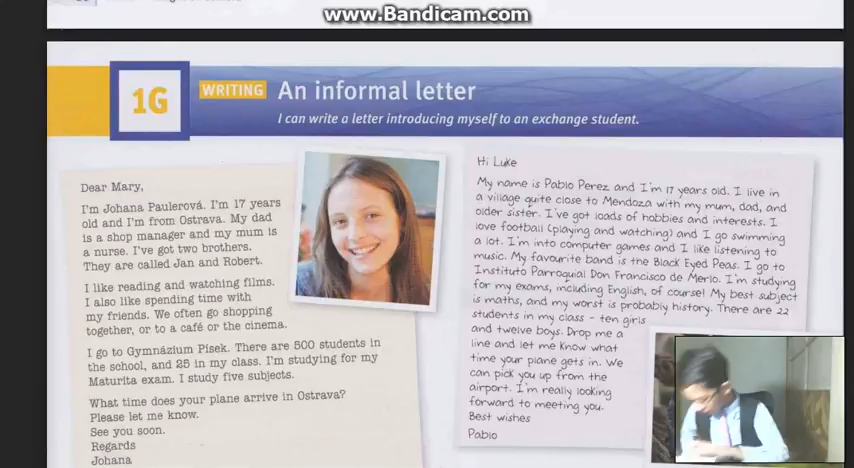 www.Bandicam.com
1G
WRITING An informal letter
I can write a letter introducing myself to an exchange student.
Dear Mary,
I'm Johana Paulerová. I'm 17 years
old and I'm from Ostrava. My dad
is a shop manager and my mum is
a nurse. I've got two brothers.
They are called Jan and Robert.
I like reading and watching films.
I also like spending time with
my friends. We often go shopping
together, or to a café or the cinema.
I go to Gymnázium Písek. There are 500 students in
the school, and 25 in my class. I'm studying for my
Maturita exam. I study five subjects.
What time does your plane arrive in Ostrava?
Please let me know.
See you soon.
Regards
Johana
Hi Luke
My name is Pablo Perez and I'm 17 years old. I live in
a village quite close to Mendoza with my mum, dad, and
older sister. I've got loads of hobbies and interests. I
love football (playing and watching) and I go swimming
a lot. I'm into computer games and I like listening to
music. My favourite band is the Black Eyed Peas. I go to
Instituto Parroquial Don Francisco de Merlo. I'm studying
for my exams, including English, of course! My best subject
is maths, and my worst is probably history. There are 22
students in my class – ten girls
and twelve boys. Drop me a
line and let me know what
time your plane gets in. We
can pick you up from the
airport. I'm really looking
forward to meeting you.
Best wishes
Pablo